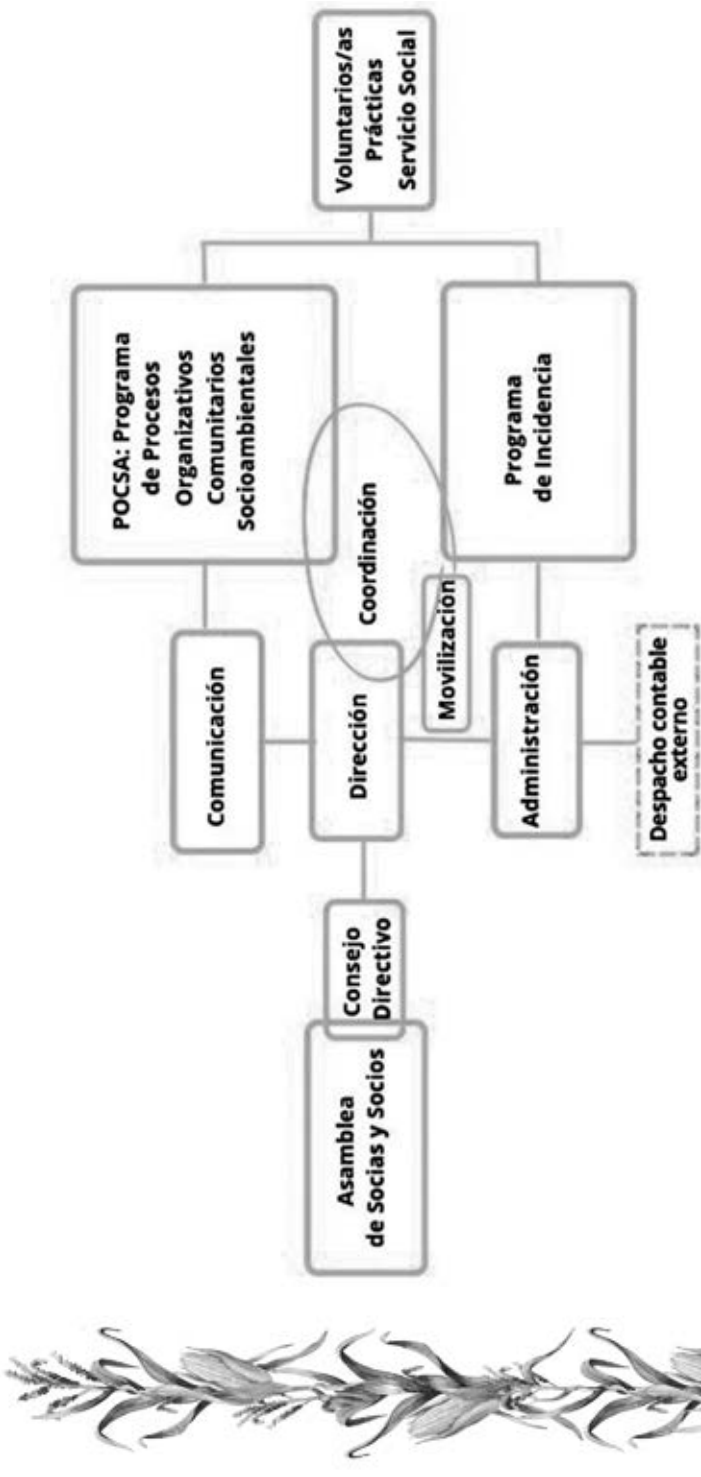 Asamblea
de Socias y Socios
Consejo
Directivo
Comunicación
Dirección
Coordinación
Movilización
Administración
Despacho contable
externo
POCSA: Programa
de Procesos
Organizativos
Comunitarios
Socioambientales
Programa
de Incidencia
Voluntarios/as
Prácticas
Servicio Social